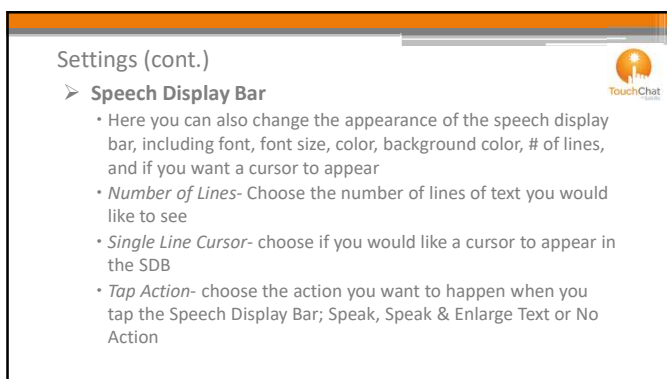 Settings (cont.)
TouchChat
➢ Speech Display Bar
• Here you can also change the appearance of the speech display
bar, including font, font size, color, background color, # of lines,
and if you want a cursor to appear
• Number of Lines- Choose the number of lines of text you would
like to see
• Single Line Cursor- choose if you would like a cursor to appear in
the SDB
• Tap Action- choose the action you want to happen when you
tap the Speech Display Bar; Speak, Speak & Enlarge Text or No
Action